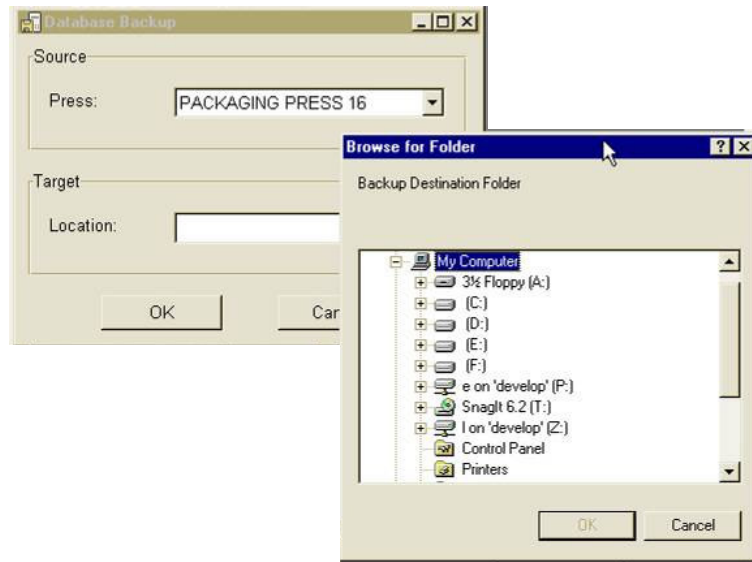 Database Backup
Source
Press: PACKAGING PRESS 16
Target
Location:
OK Car
Browse for Folder
Backup Destination Folder
My Computer
3½ Floppy (A:)
(C:)
(D:)
(E:)
(F:)
e on 'develop' (P:)
SnagIt 6.2 (T:)
l on 'develop' (Z:)
Control Panel
Printers
OK Cancel